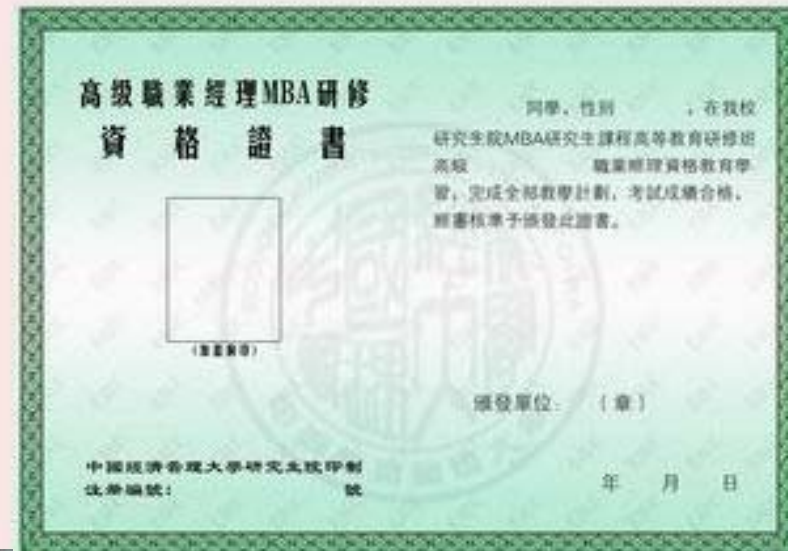 高级職業经理MBA研修
資格證書
(無章無効)
中國經濟管理大學研究生院印制
注册編號： 號
同學，性别 ，在我校
研究生院MBA研究生課程高等教育研修班
高級 職業經理資格教育學
習，完成全部教學計劃，考試成績合格，
經審核準予頒發此證書。
頒發單位： （章）
年 月 日